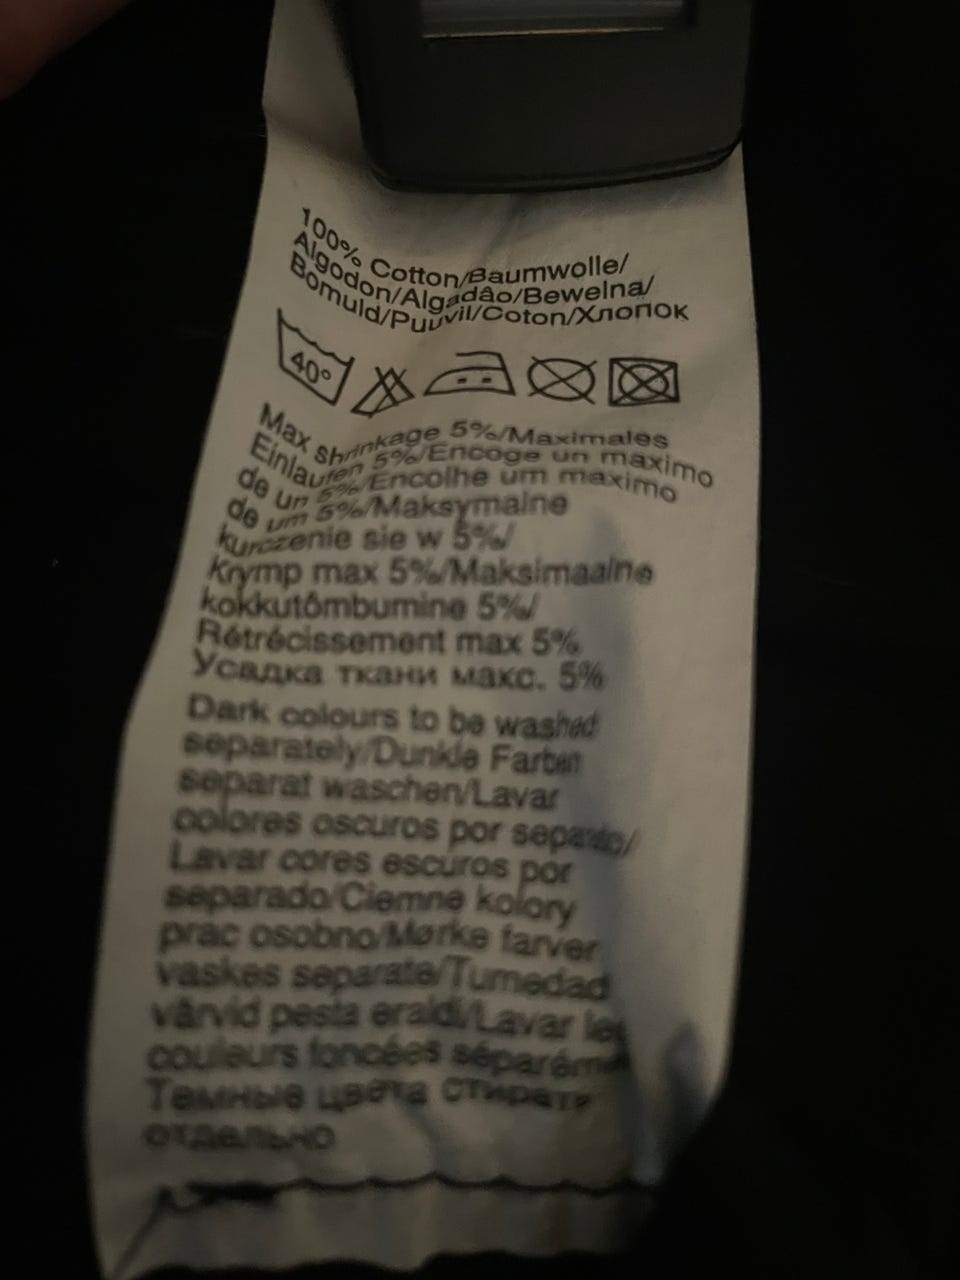 100% Cotton/Baumwolle/
Algodon/Algadâo/Bewelna/
Bomuld/Puuvil/Coton/Хлопок
40°
Max shrinkage 5%/Maximales
Einlaufen 5%/Encoge un maximo
de un 5%/Encolhe um maximo
de um 5%/Maksymalne
kurczenie sie w 5%/
Krymp max 5%/Maksimaalne
kokkutômbumine 5%/
Rétrécissement max 5%
Усадка ткани макс. 5%
Dark colours to be washed
separately/Dunkle Farben
separat waschen/Lavar
colores oscuros por separado/
Lavar cores escuros por
separado/Ciemne kolory
prac osobno/Mørke farver
vaskes separate/Tumedad
vârvid pesta eraldi/Lavar les
couleurs foncées
Темные цвета стирать
отдельно